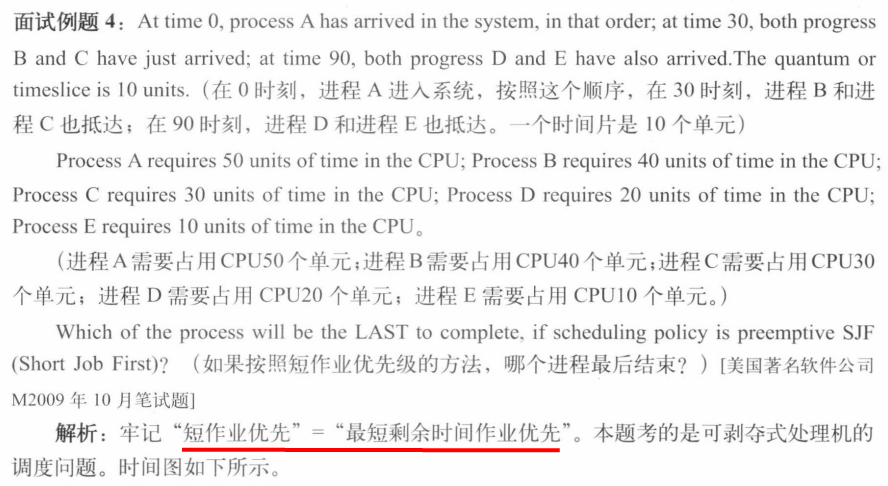 面试例题 4：At time 0, process A has arrived in the system, in that order; at time 30, both progress
B and C have just arrived; at time 90, both progress D and E have also arrived.The quantum or
timeslice is 10 units.（在 0 时刻，进程 A 进入系统，按照这个顺序，在 30 时刻，进程 B 和进
程 C 也抵达；在 90 时刻，进程 D 和进程 E 也抵达。一个时间片是 10 个单元）
Process A requires 50 units of time in the CPU; Process B requires 40 units of time in the CPU;
Process C requires 30 units of time in the CPU; Process D requires 20 units of time in the CPU;
Process E requires 10 units of time in the CPU。
（进程 A 需要占用 CPU50 个单元；进程 B 需要占用 CPU40 个单元；进程 C 需要占用 CPU30
个单元；进程 D 需要占用 CPU20 个单元；进程 E 需要占用 CPU10 个单元。）
Which of the process will be the LAST to complete, if scheduling policy is preemptive SJF
(Short Job First)? （如果按照短作业优先级的方法，哪个进程最后结束？）[美国著名软件公司
M2009 年 10 月笔试题]
解析：牢记“短作业优先”=“最短剩余时间作业优先”。本题考的是可剥夺式处理机的
调度问题。时间图如下所示。